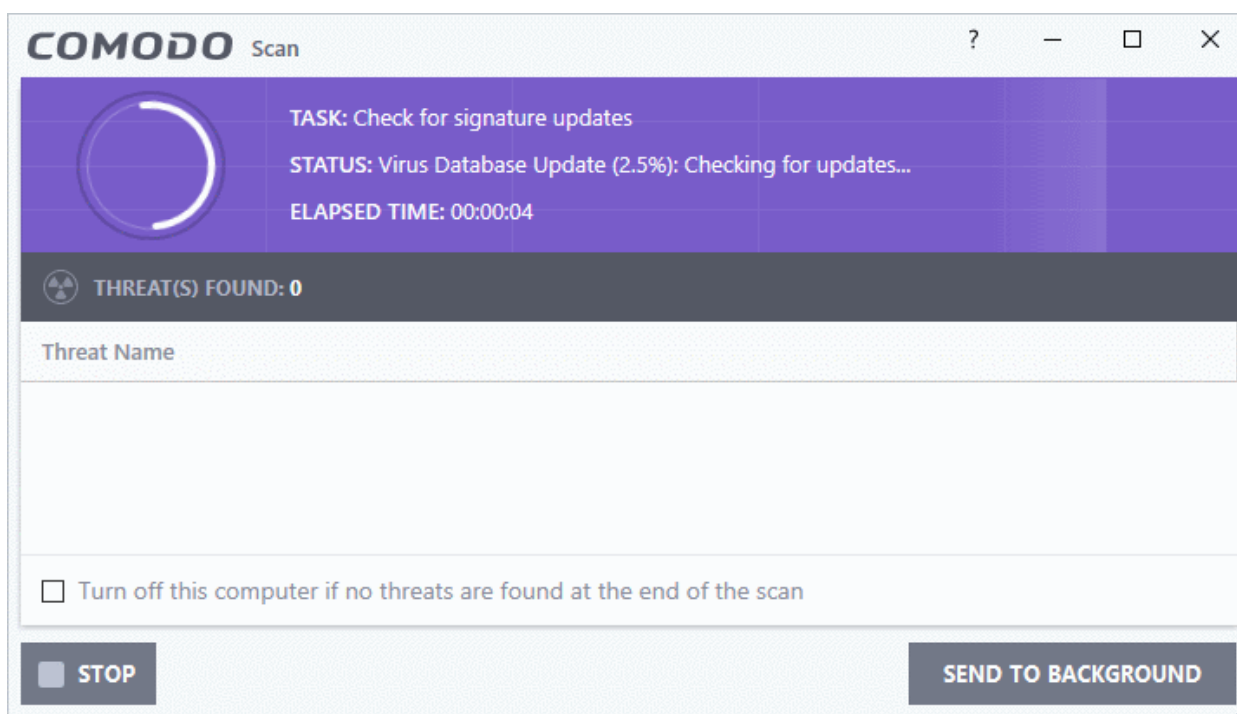 COMODO Scan ?
TASK: Check for signature updates
STATUS: Virus Database Update (2.5%): Checking for updates...
ELAPSED TIME: 00:00:04
THREAT(S) FOUND: 0
Threat Name
Turn off this computer if no threats are found at the end of the scan
STOP
SEND TO BACKGROUND